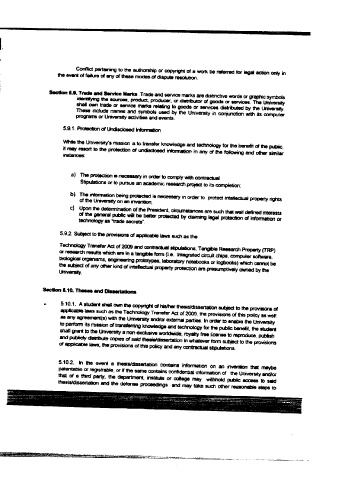 Conflict pertaining to the authorship or copyright of a work be referred for legal action only in
the event of failure of any of these modes of dispute resolution.
Section 5.9. Trade and Service Marks Trade and service marks are distinctive words or graphic symbols
identifying the sources, product, producer, or distributor of goods or services. The University
shall own trade or service marks relating to goods or services distributed by the University.
These include names and symbols used by the University in conjunction with its computer
programs or University activities and events.
5.9.1 Protection of Undisclosed Information
While the University's mission is to transfer knowledge and technology for the benefit of the public,
it may resort to the protection of undisclosed information in any of the following and other similar
instances:
a) The protection is necessary in order to comply with contractual
Stipulations or to pursue an academic research project to its completion;
b) The information being protected is necessary in order to protect intellectual property rights
of the University on an invention;
c) Upon the determination of the President, circumstances are such that well defined interests
of the general public will be better protected by claiming legal protection of information or
technology as "trade secrets".
5.9.2 Subject to the provisions of applicable laws such as the
Technology Transfer Act of 2009 and contractual stipulations, Tangible Research Property (TRP)
or research results which are in a tangible form (i.e. integrated circuit chips, computer software,
biological organisms, engineering prototypes, laboratory notebooks or logbooks) which cannot be
the subject of any other kind of intellectual property protection are presumptively owned by the
University.
Section 5.10. Theses and Dissertations
5.10.1. A student shall own the copyright of his/her thesis/dissertation subject to the provisions of
applicable laws such as the Technology Transfer Act of 2009, the provisions of this policy as well
as any agreement(s) with the University and/or external parties. In order to enable the University
to perform its mission of transferring knowledge and technology for the public benefit, the student
shall grant to the University a non exclusive worldwide, royalty free license to reproduce, publish
and publicly distribute copies of said thesis/dissertation in whatever form subject to the provisions
of applicable laws, the provisions of this policy and any contractual stipulations.
5.10.2. In the event a thesis/dissertation contains information on an invention that maybe
patentable or registrable, or if the same contains confidential information of the University and/or
that of a third party, the department, institute or college may withhold public access to said
thesis/dissertation and the defense proceedings and may take such other reasonable steps to